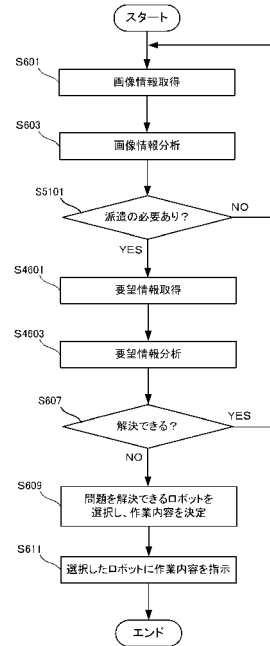 スタート
S601
画像情報取得
S603
画像情報分析
S5101
派遣の必要あり？
NO
YES
S4601
要望情報取得
S4603
要望情報分析
S607
解決できる？
YES
NO
S609
問題を解決できるロボットを
選択し、作業内容を決定
S611
選択したロボットに作業内容を指示
エンド